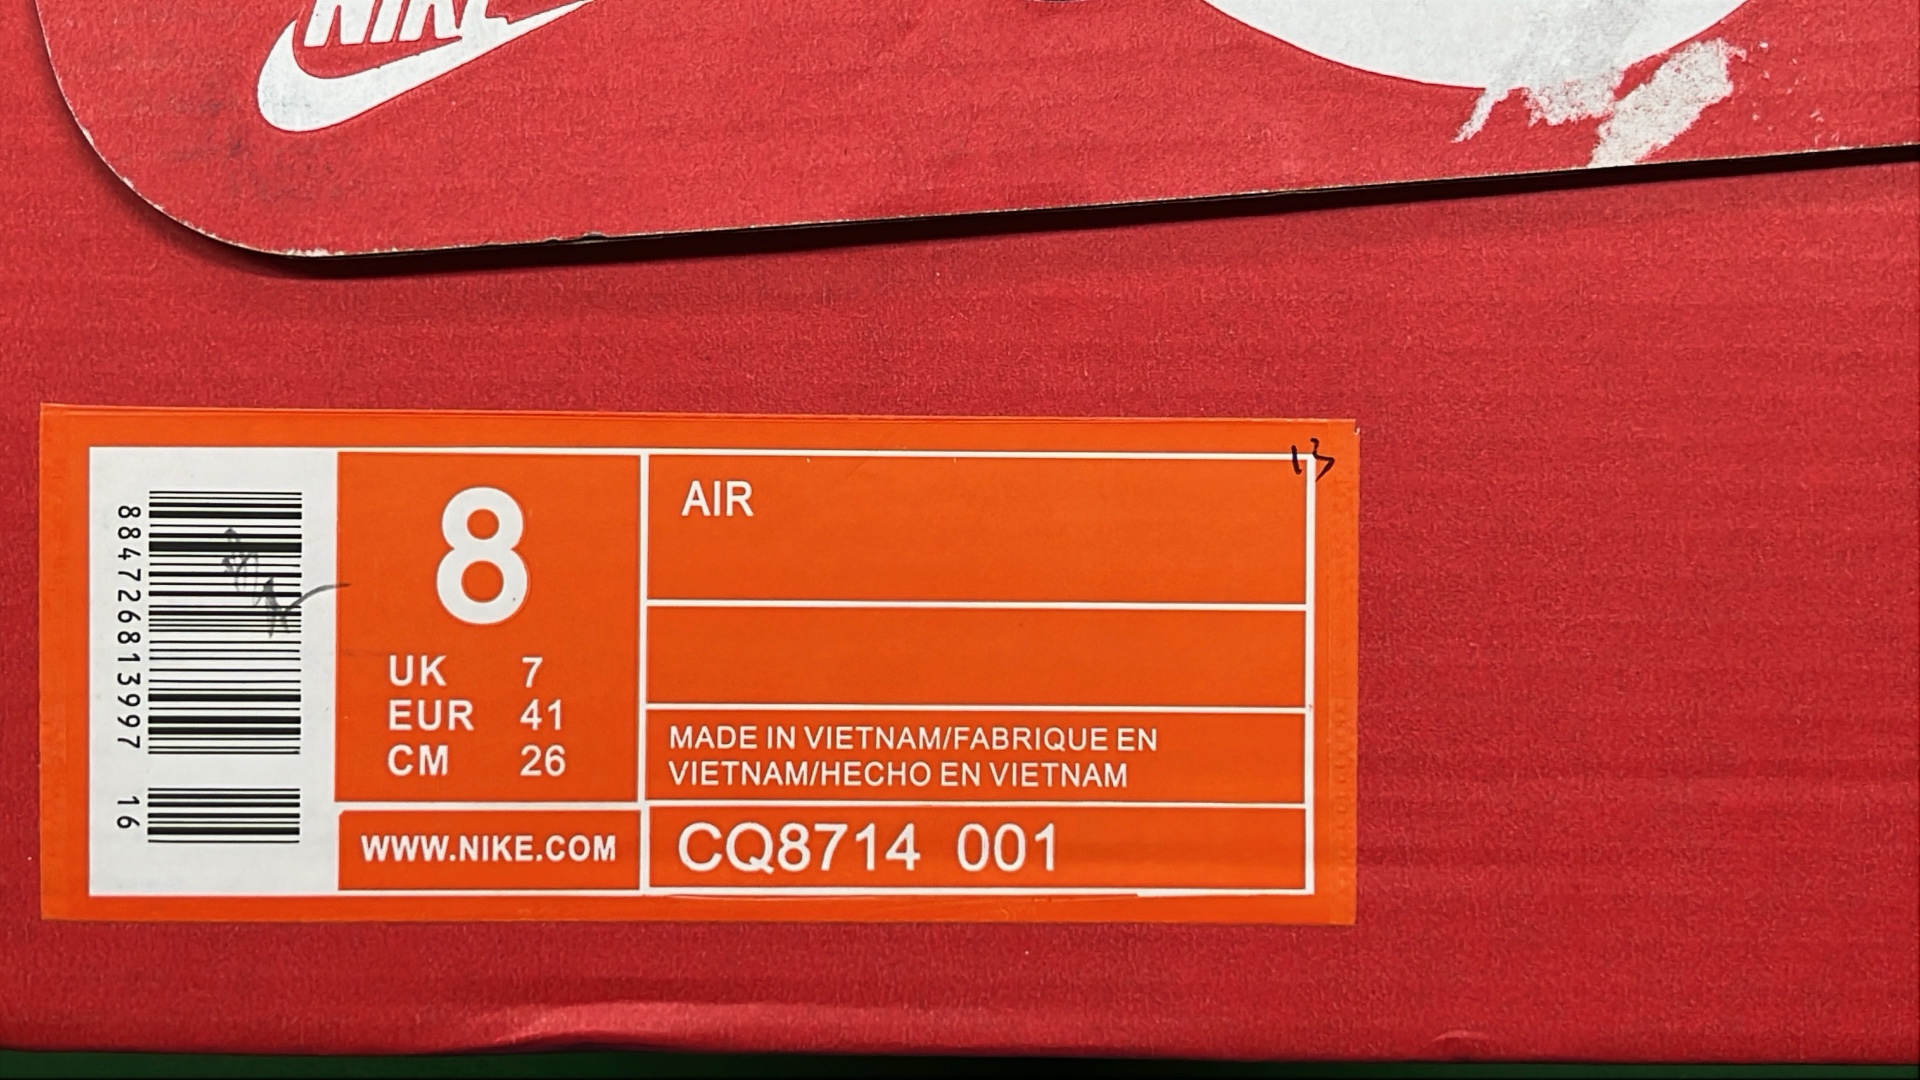 NIKE
13
884726813997 16
8
UK 7
EUR 41
CM 26
WWW.NIKE.COM
AIR
MADE IN VIETNAM/FABRIQUE EN
VIETNAM/HECHO EN VIETNAM
CQ8714 001